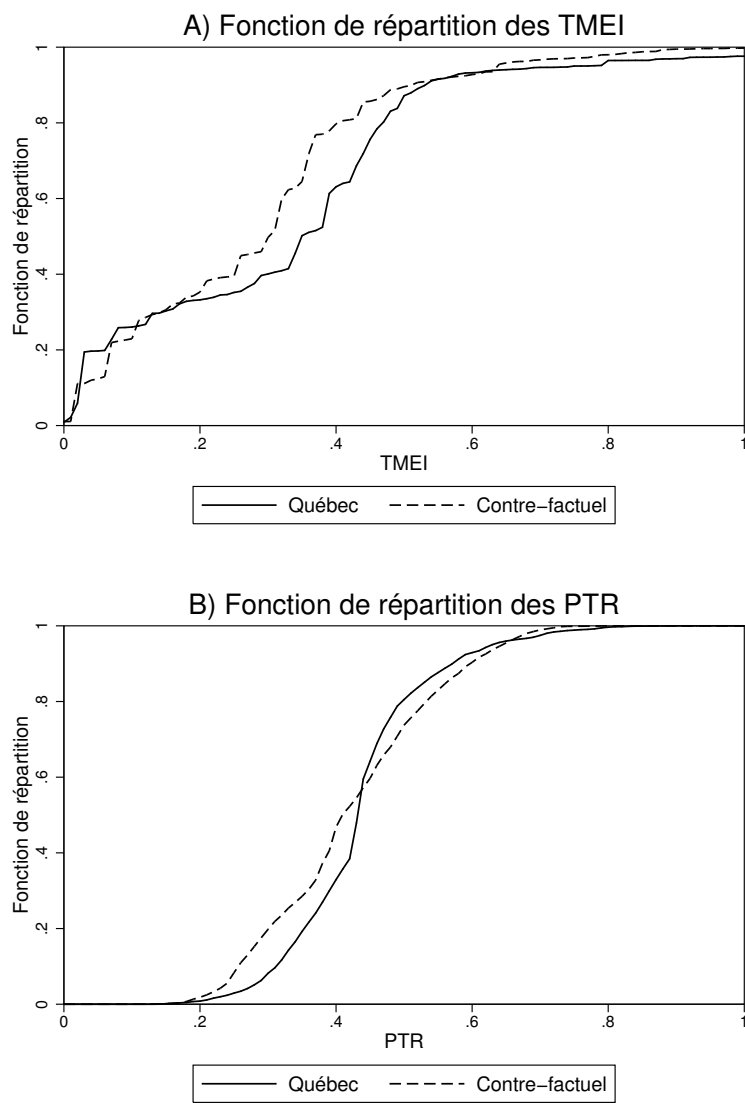 A) Fonction de répartition des TMEI
Fonction de répartition
1
.8
.6
.4
.2
0
0 .2 .4 .6 .8 1
TMEI
Québec Contre−factuel
B) Fonction de répartition des PTR
Fonction de répartition
1
.8
.6
.4
.2
0
0 .2 .4 .6 .8 1
PTR
Québec Contre−factuel